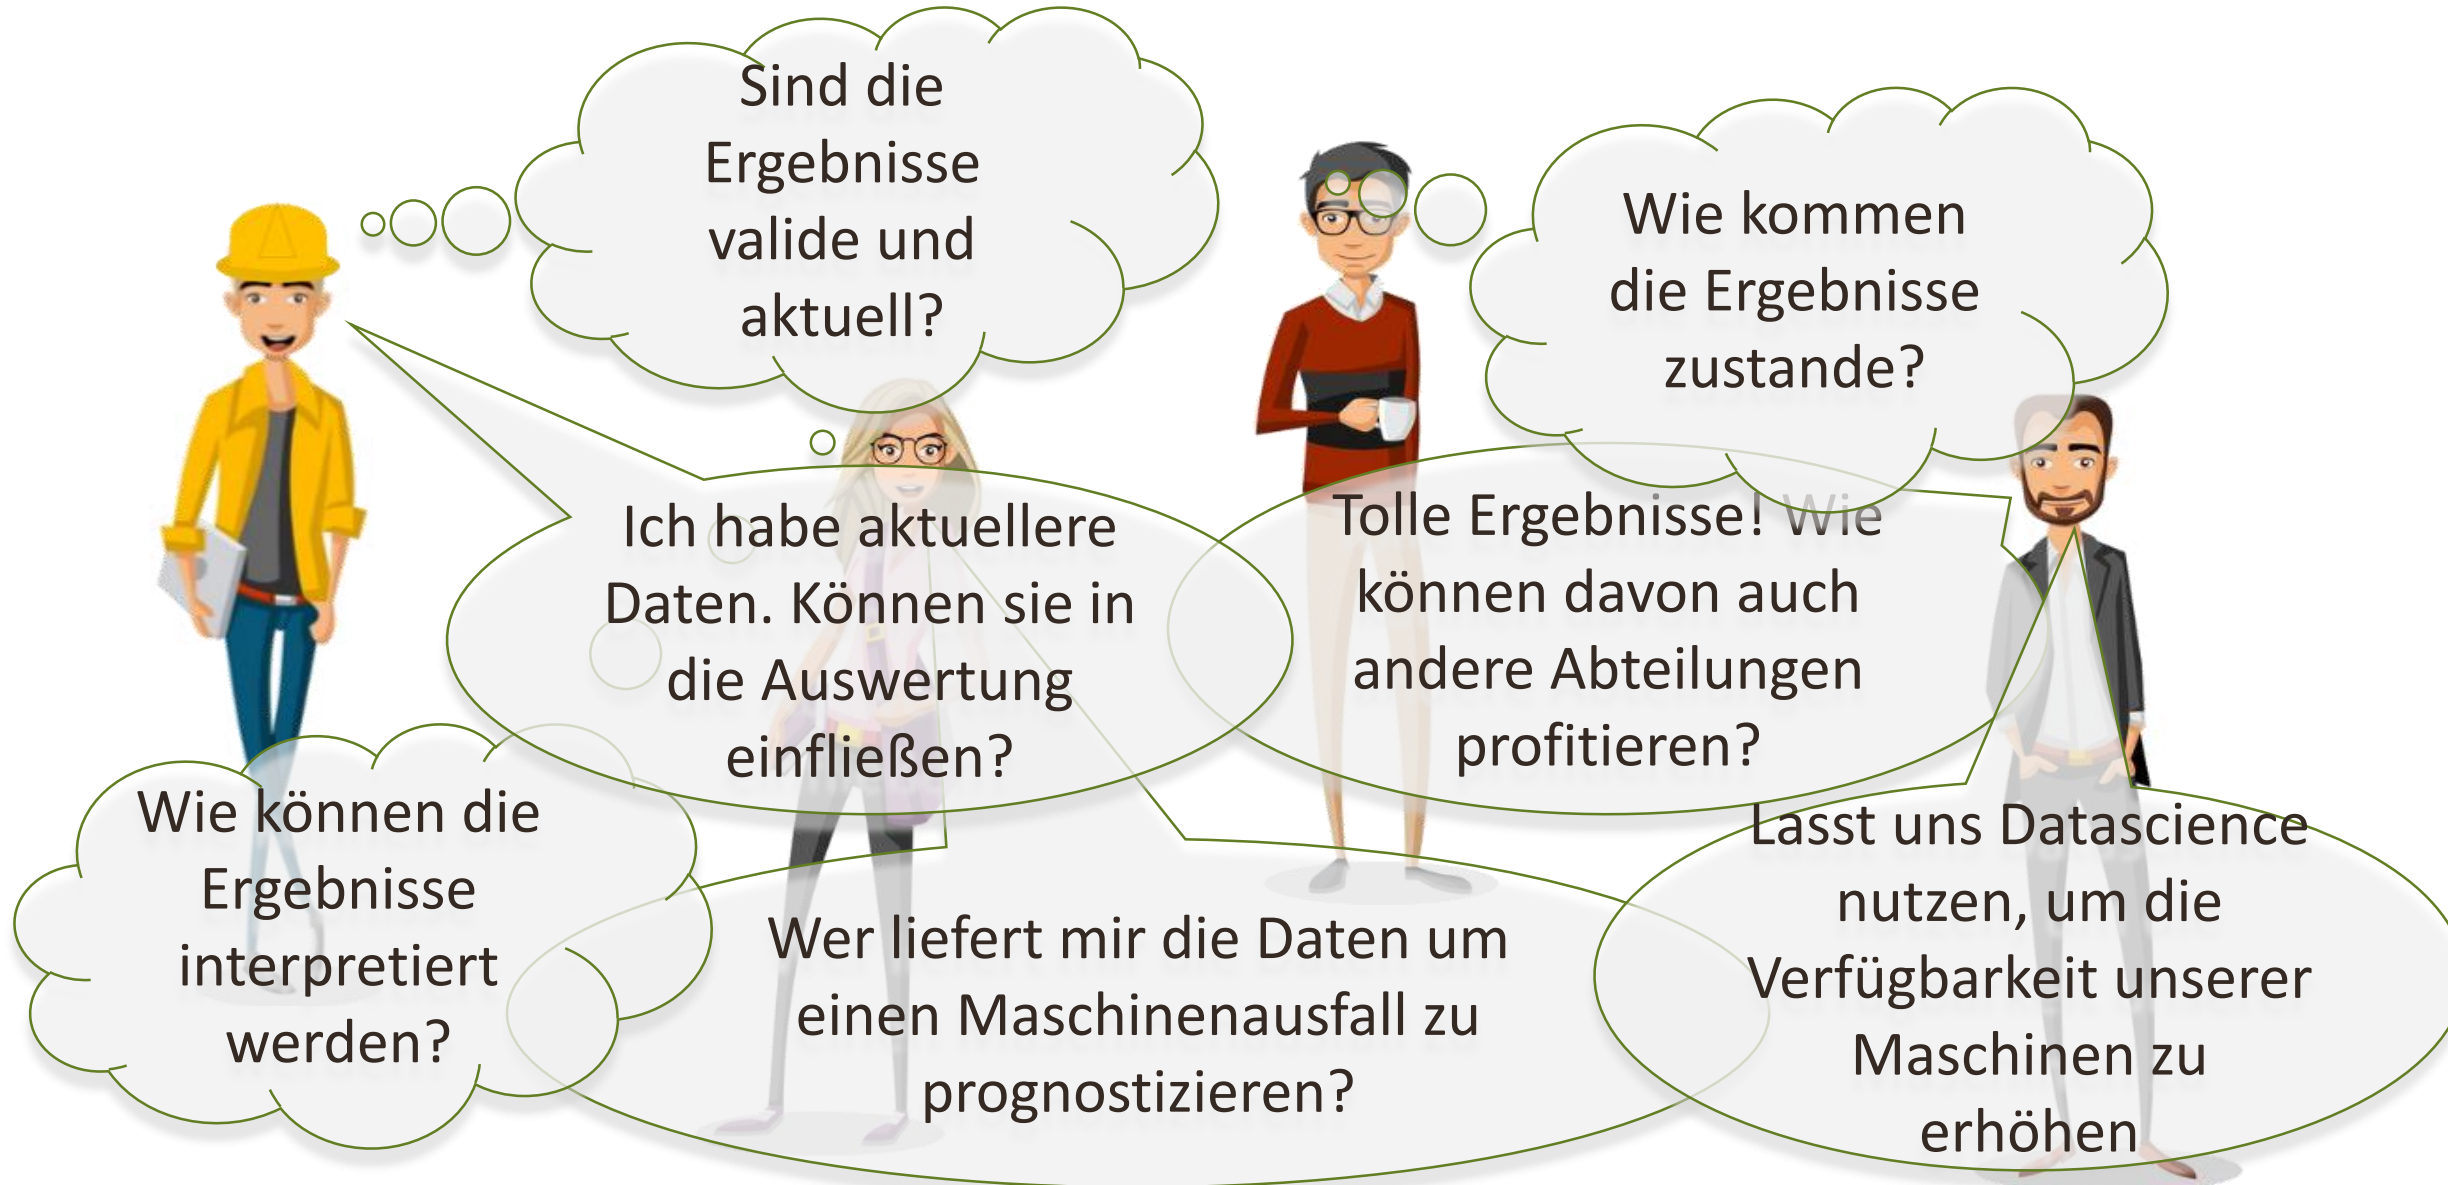 Sind die
Ergebnisse
valide und
aktuell?
Wie kommen
die Ergebnisse
zustande?
Ich habe aktuellere
Daten. Können sie in
die Auswertung
einfließen?
Tolle Ergebnisse! Wie
können davon auch
andere Abteilungen
profitieren?
Wie können die
Ergebnisse
interpretiert
werden?
Wer liefert mir die Daten um
einen Maschinenausfall zu
prognostizieren?
Lasst uns Datascience
nutzen, um die
Verfügbarkeit unserer
Maschinen zu
erhöhen